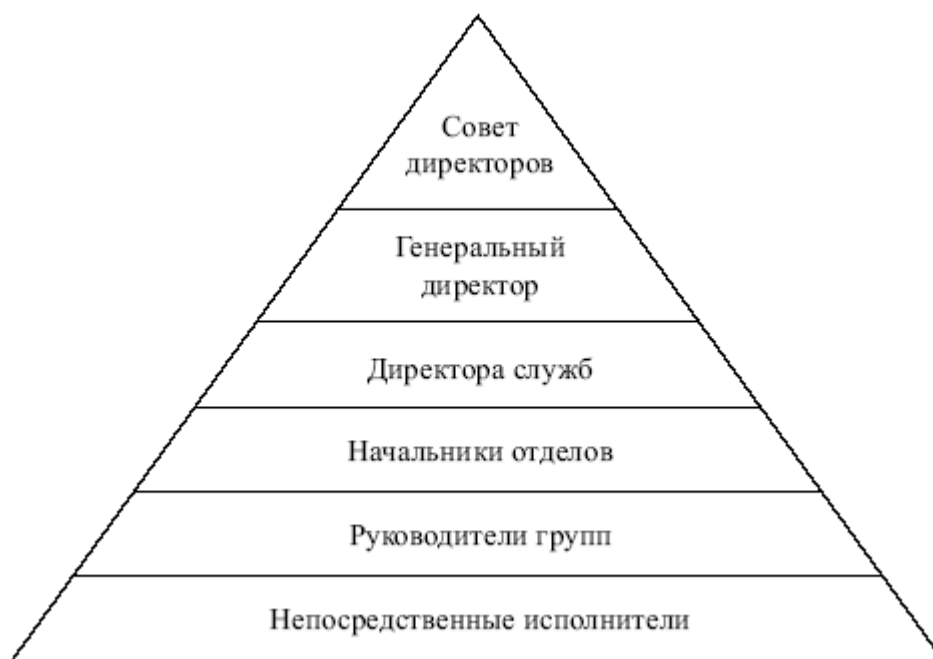 Совет
директоров
Генеральный
директор
Директора служб
Начальники отделов
Руководители групп
Непосредственные исполнители